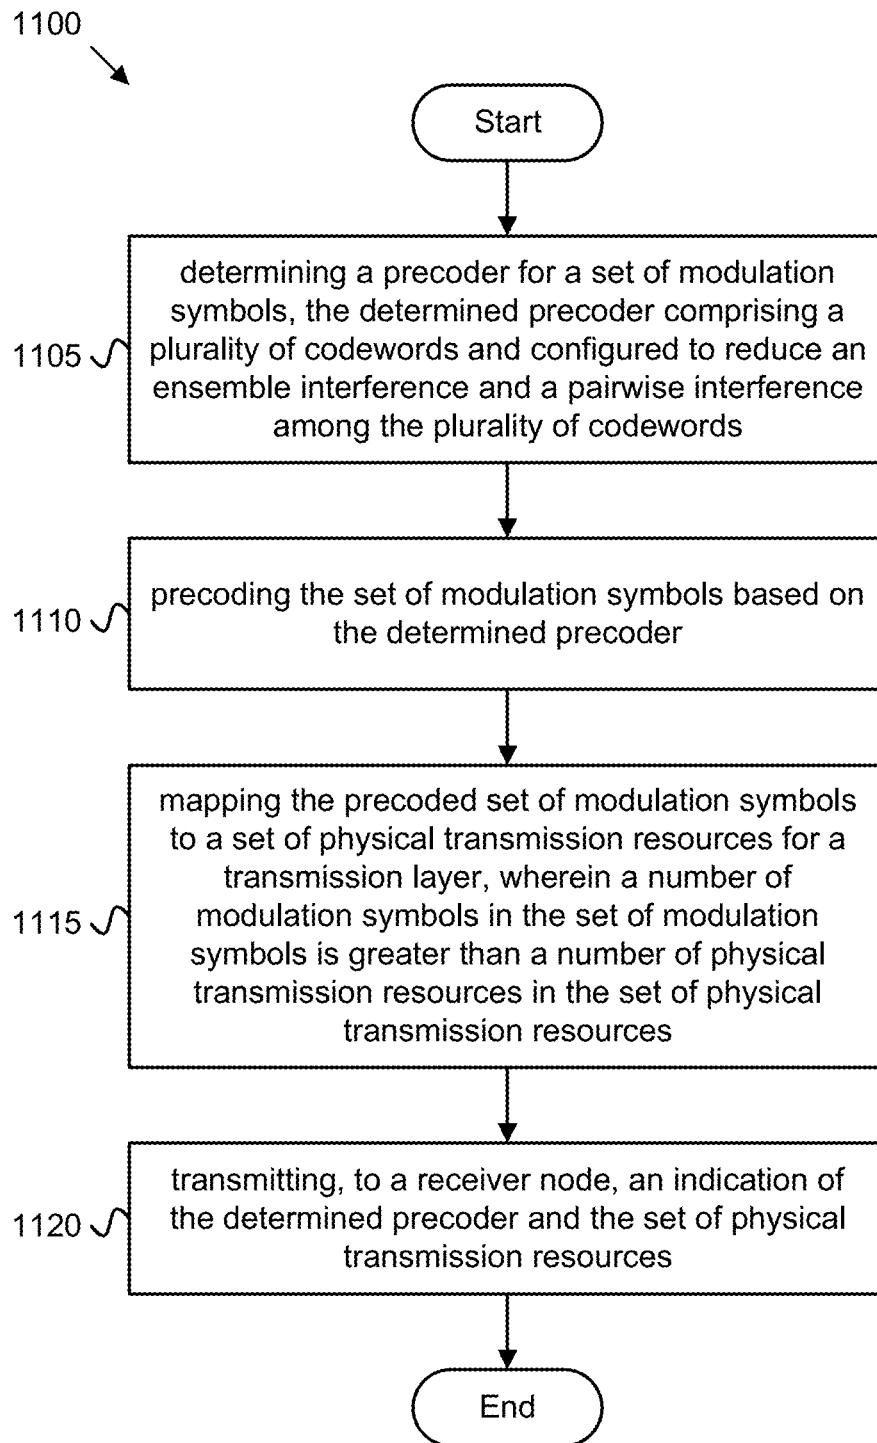 1100
Start
1105
determining a precoder for a set of modulation
symbols, the determined precoder comprising a
plurality of codewords and configured to reduce an
ensemble interference and a pairwise interference
among the plurality of codewords
1110
precoding the set of modulation symbols based on
the determined precoder
1115
mapping the precoded set of modulation symbols
to a set of physical transmission resources for a
transmission layer, wherein a number of
modulation symbols in the set of modulation
symbols is greater than a number of physical
transmission resources in the set of physical
transmission resources
1120
transmitting, to a receiver node, an indication of
the determined precoder and the set of physical
transmission resources
End